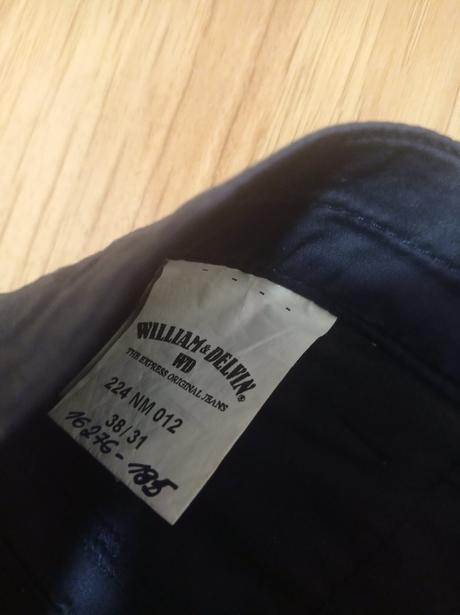 WILLIAM & DELVIN®
WD
THE EXPRESS ORIGINAL JEANS
224 NM 012
38/31
16276-185